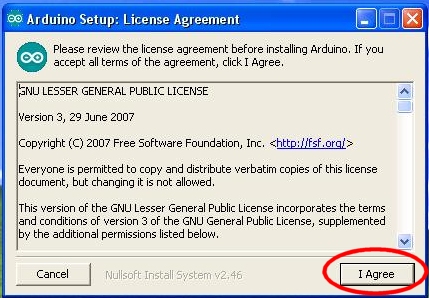 Arduino Setup: License Agreement
Please review the license agreement before installing Arduino. If you
accept all terms of the agreement, click I Agree.
GNU LESSER GENERAL PUBLIC LICENSE
Version 3, 29 June 2007
Copyright (C) 2007 Free Software Foundation, Inc. <http://fsf.org/>
Everyone is permitted to copy and distribute verbatim copies of this license
document, but changing it is not allowed.
This version of the GNU Lesser General Public License incorporates the terms
and conditions of version 3 of the GNU General Public License, supplemented
by the additional permissions listed below.
Cancel
Nullsoft Install System v2.46
I Agree